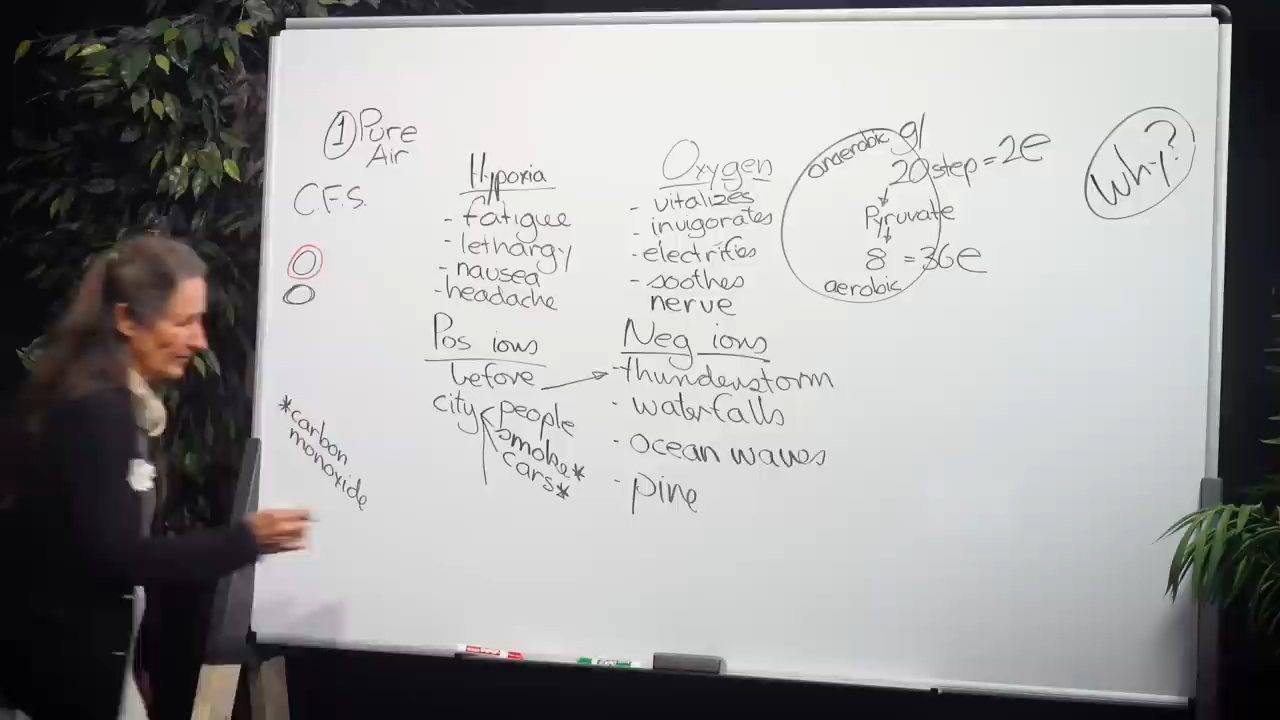 ① Pure
Air
C.F.S.
*carbon
monoxide
Hypoxia
- fatigue
- lethargy
- nausea
-headache
Pos ions
before
city people
smoke*
cars*
Oxygen
- vitalizes
- invigorates
- electrifies
- soothes
nerve
Neg ions
- thunderstorm
- waterfalls
- ocean waves
- pine
anaerobic gl
20 step = 2e
Pyruvate
8 = 36e
aerobic
Why?